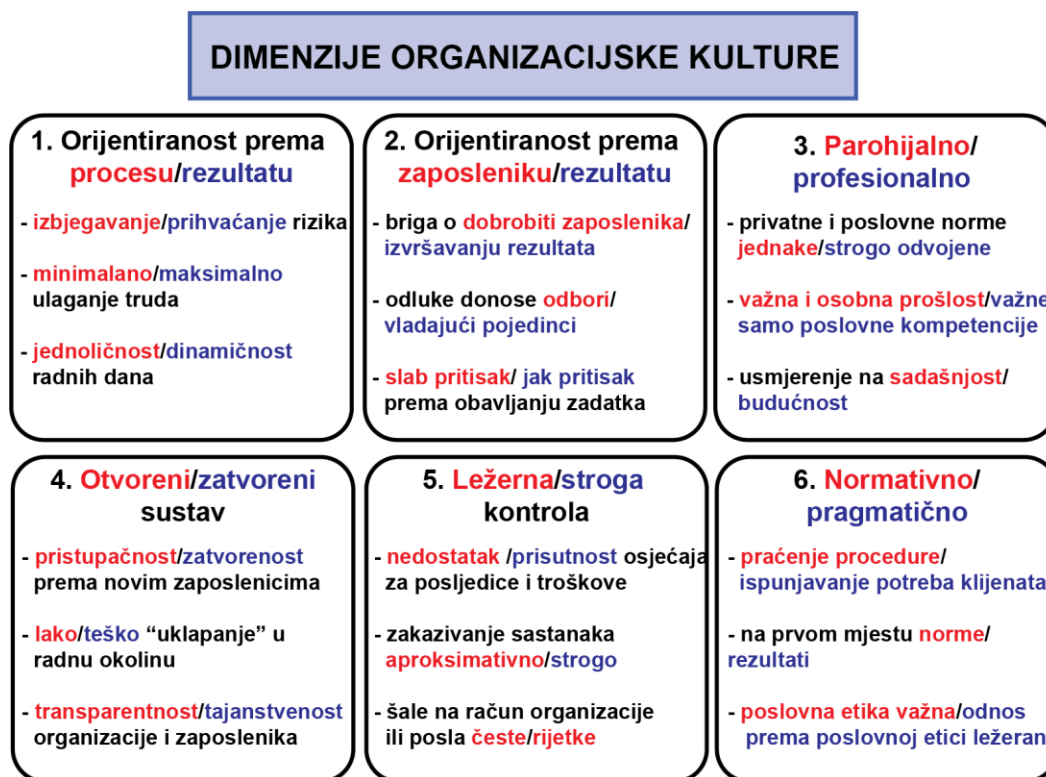 DIMENZIJE ORGANIZACIJSKE KULTURE
1. Orijentiranost prema
procesu/rezultatu
- izbjegavanje/prihvaćanje rizika
- minimalano/maksimalno
ulaganje truda
- jednoličnost/dinamičnost
radnih dana
2. Orijentiranost prema
zaposleniku/rezultatu
- briga o dobrobiti zaposlenika/
izvršavanju rezultata
- odluke donose odbori/
vladajući pojedinci
- slab pritisak/ jak pritisak
prema obavljanju zadatka
3. Parohijalno/
profesionalno
- privatne i poslovne norme
jednake/strogo odvojene
- važna i osobna prošlost/važne
samo poslovne kompetencije
- usmjerenje na sadašnjost/
budućnost
4. Otvoreni/zatvoreni
sustav
- pristupačnost/zatvorenost
prema novim zaposlenicima
- lako/teško “uklapanje” u
radnu okolinu
- transparentnost/tajanstvenost
organizacije i zaposlenika
5. Ležerna/stroga
kontrola
- nedostatak /prisutnost osjećaja
za posljedice i troškove
- zakazivanje sastanaka
aproksimativno/strogo
- šale na račun organizacije
ili posla česte/rijetke
6. Normativno/
pragmatično
- praćenje procedure/
ispunjavanje potreba klijenata
- na prvom mjestu norme/
rezultati
- poslovna etika važna/odnos
prema poslovnoj etici ležeran